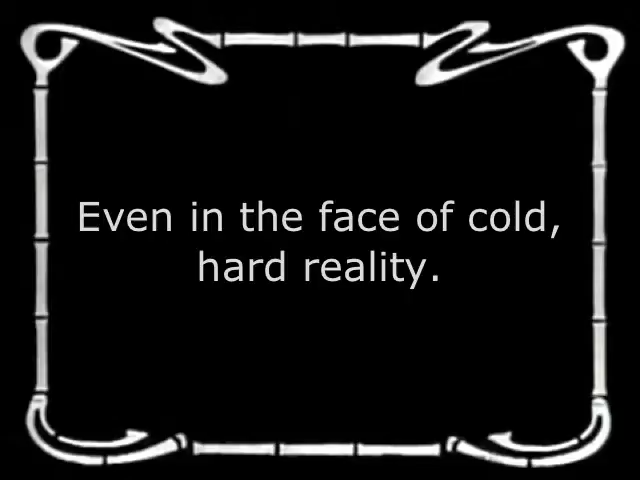 Even in the face of cold,
hard reality.